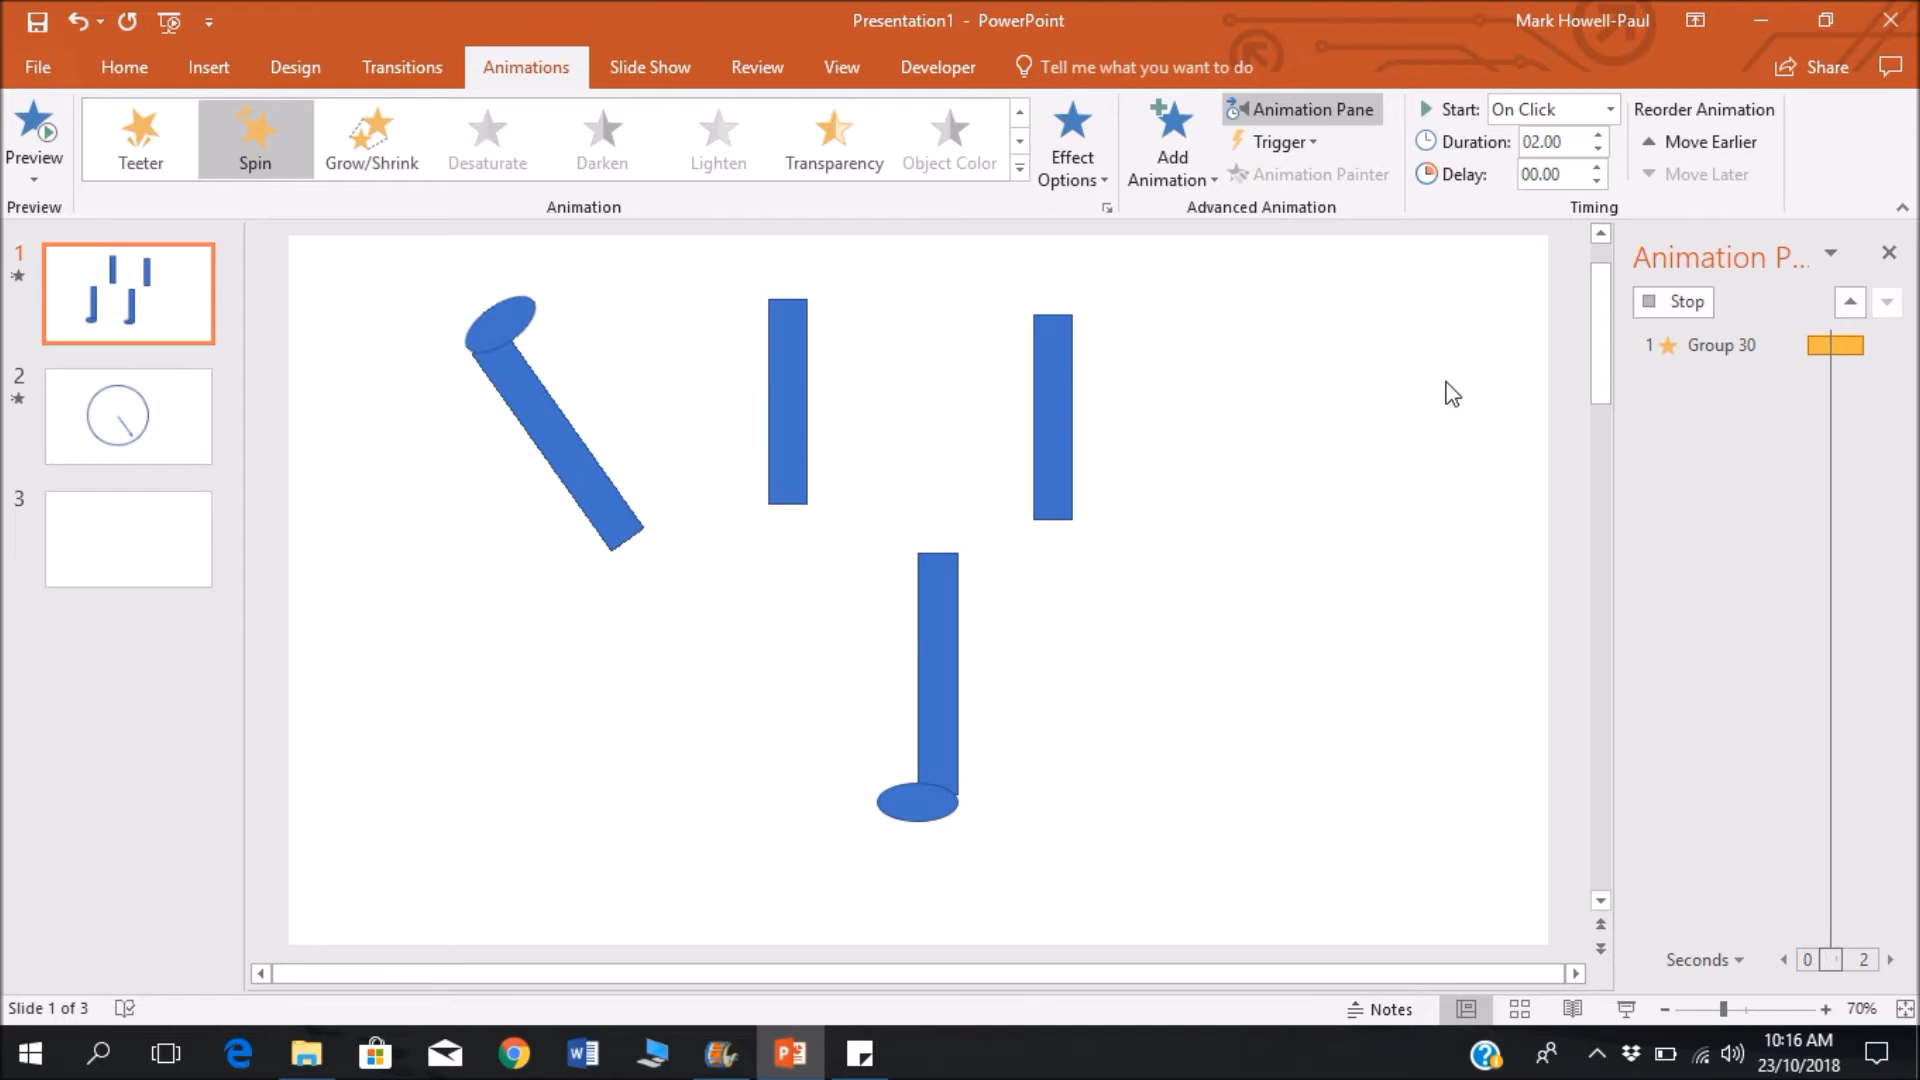 Presentation1 - PowerPoint
Mark Howell-Paul
File Home Insert Design Transitions Animations Slide Show Review View Developer Tell me what you want to do
Share
Preview
Teeter Spin Grow/Shrink Desaturate Darken Lighten Transparency Object Color
Effect Options
Add Animation
Animation Pane
Trigger
Animation Painter
Start: On Click
Duration: 02.00
Delay: 00.00
Reorder Animation
Move Earlier
Move Later
Preview Animation Advanced Animation Timing
1
2
3
Animation P...
Stop
1 Group 30
Seconds 0 2
Slide 1 of 3
Notes
70%
10:16 AM
23/10/2018